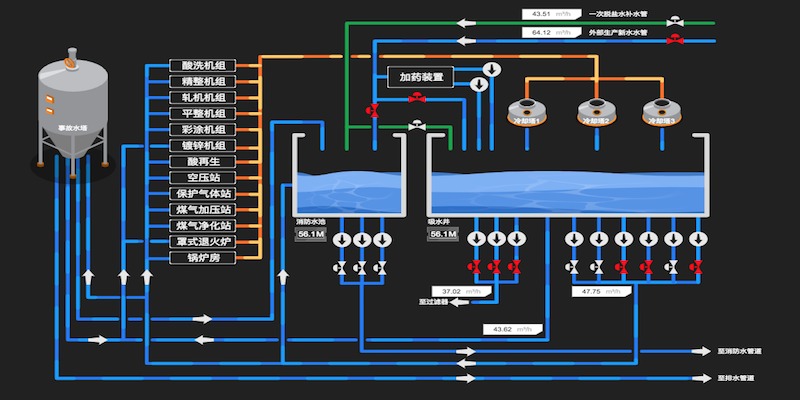 43.51 m³/h 一次脱盐水补水管
64.12 m³/h 外部生产新水水管
酸洗机组
精整机组
轧机机组
平整机组
彩涂机组
镀锌机组
酸再生
空压站
保护气体站
煤气加压站
煤气净化站
罩式退火炉
锅炉房
加药装置
事故水塔
冷却塔1
冷却塔2
冷却塔3
消防水池
56.1M
吸水井
56.1M
37.02 m³/h
47.75 m³/h
至过滤器
43.62 m³/h
至消防水管道
至排水管道